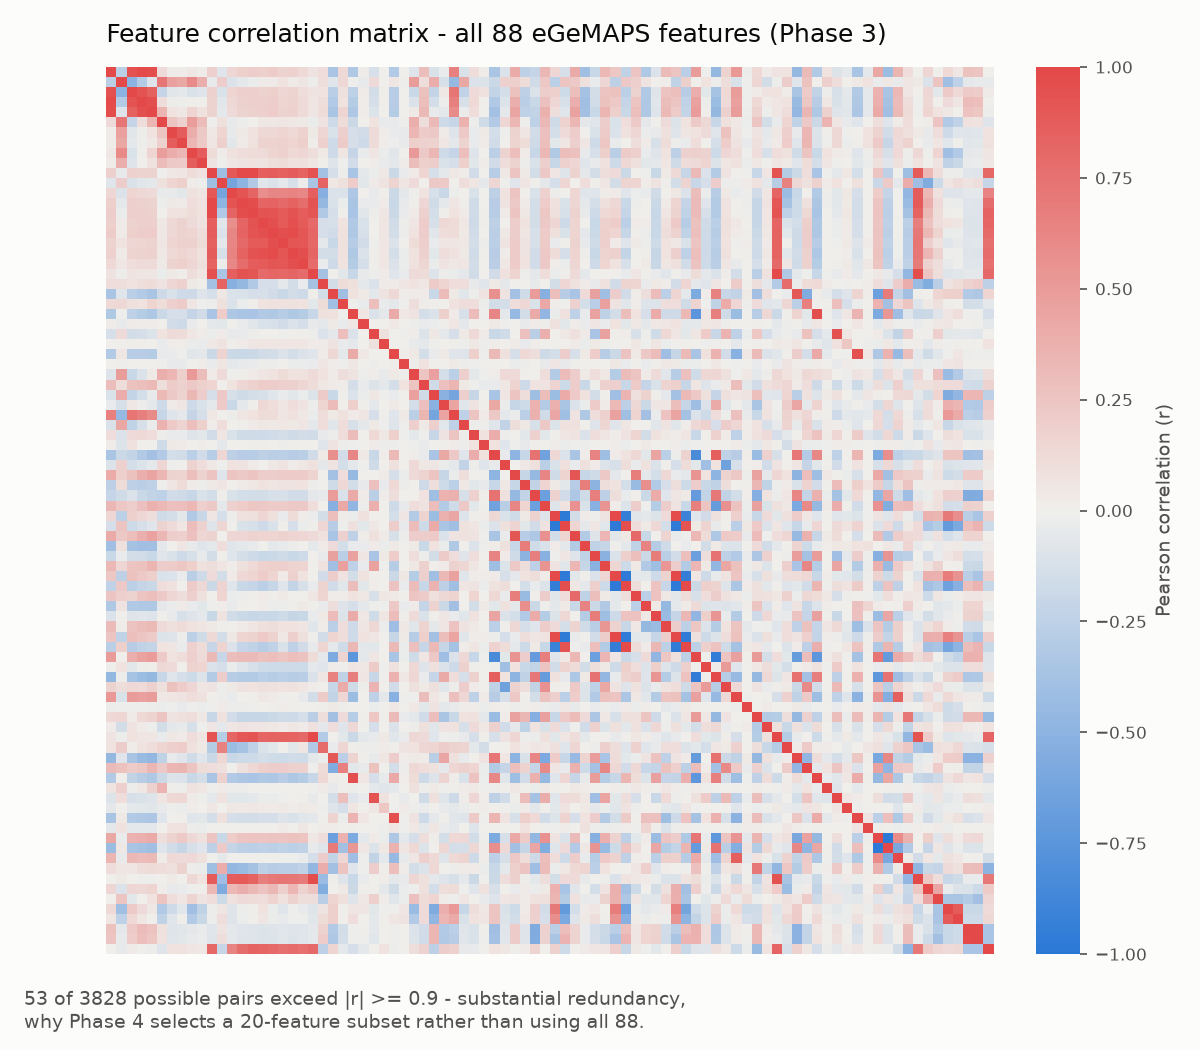 Feature correlation matrix - all 88 eGeMAPS features (Phase 3)
1.00
0.75
0.50
0.25
0.00
−0.25
−0.50
−0.75
−1.00
Pearson correlation (r)
53 of 3828 possible pairs exceed |r| >= 0.9 - substantial redundancy,
why Phase 4 selects a 20-feature subset rather than using all 88.